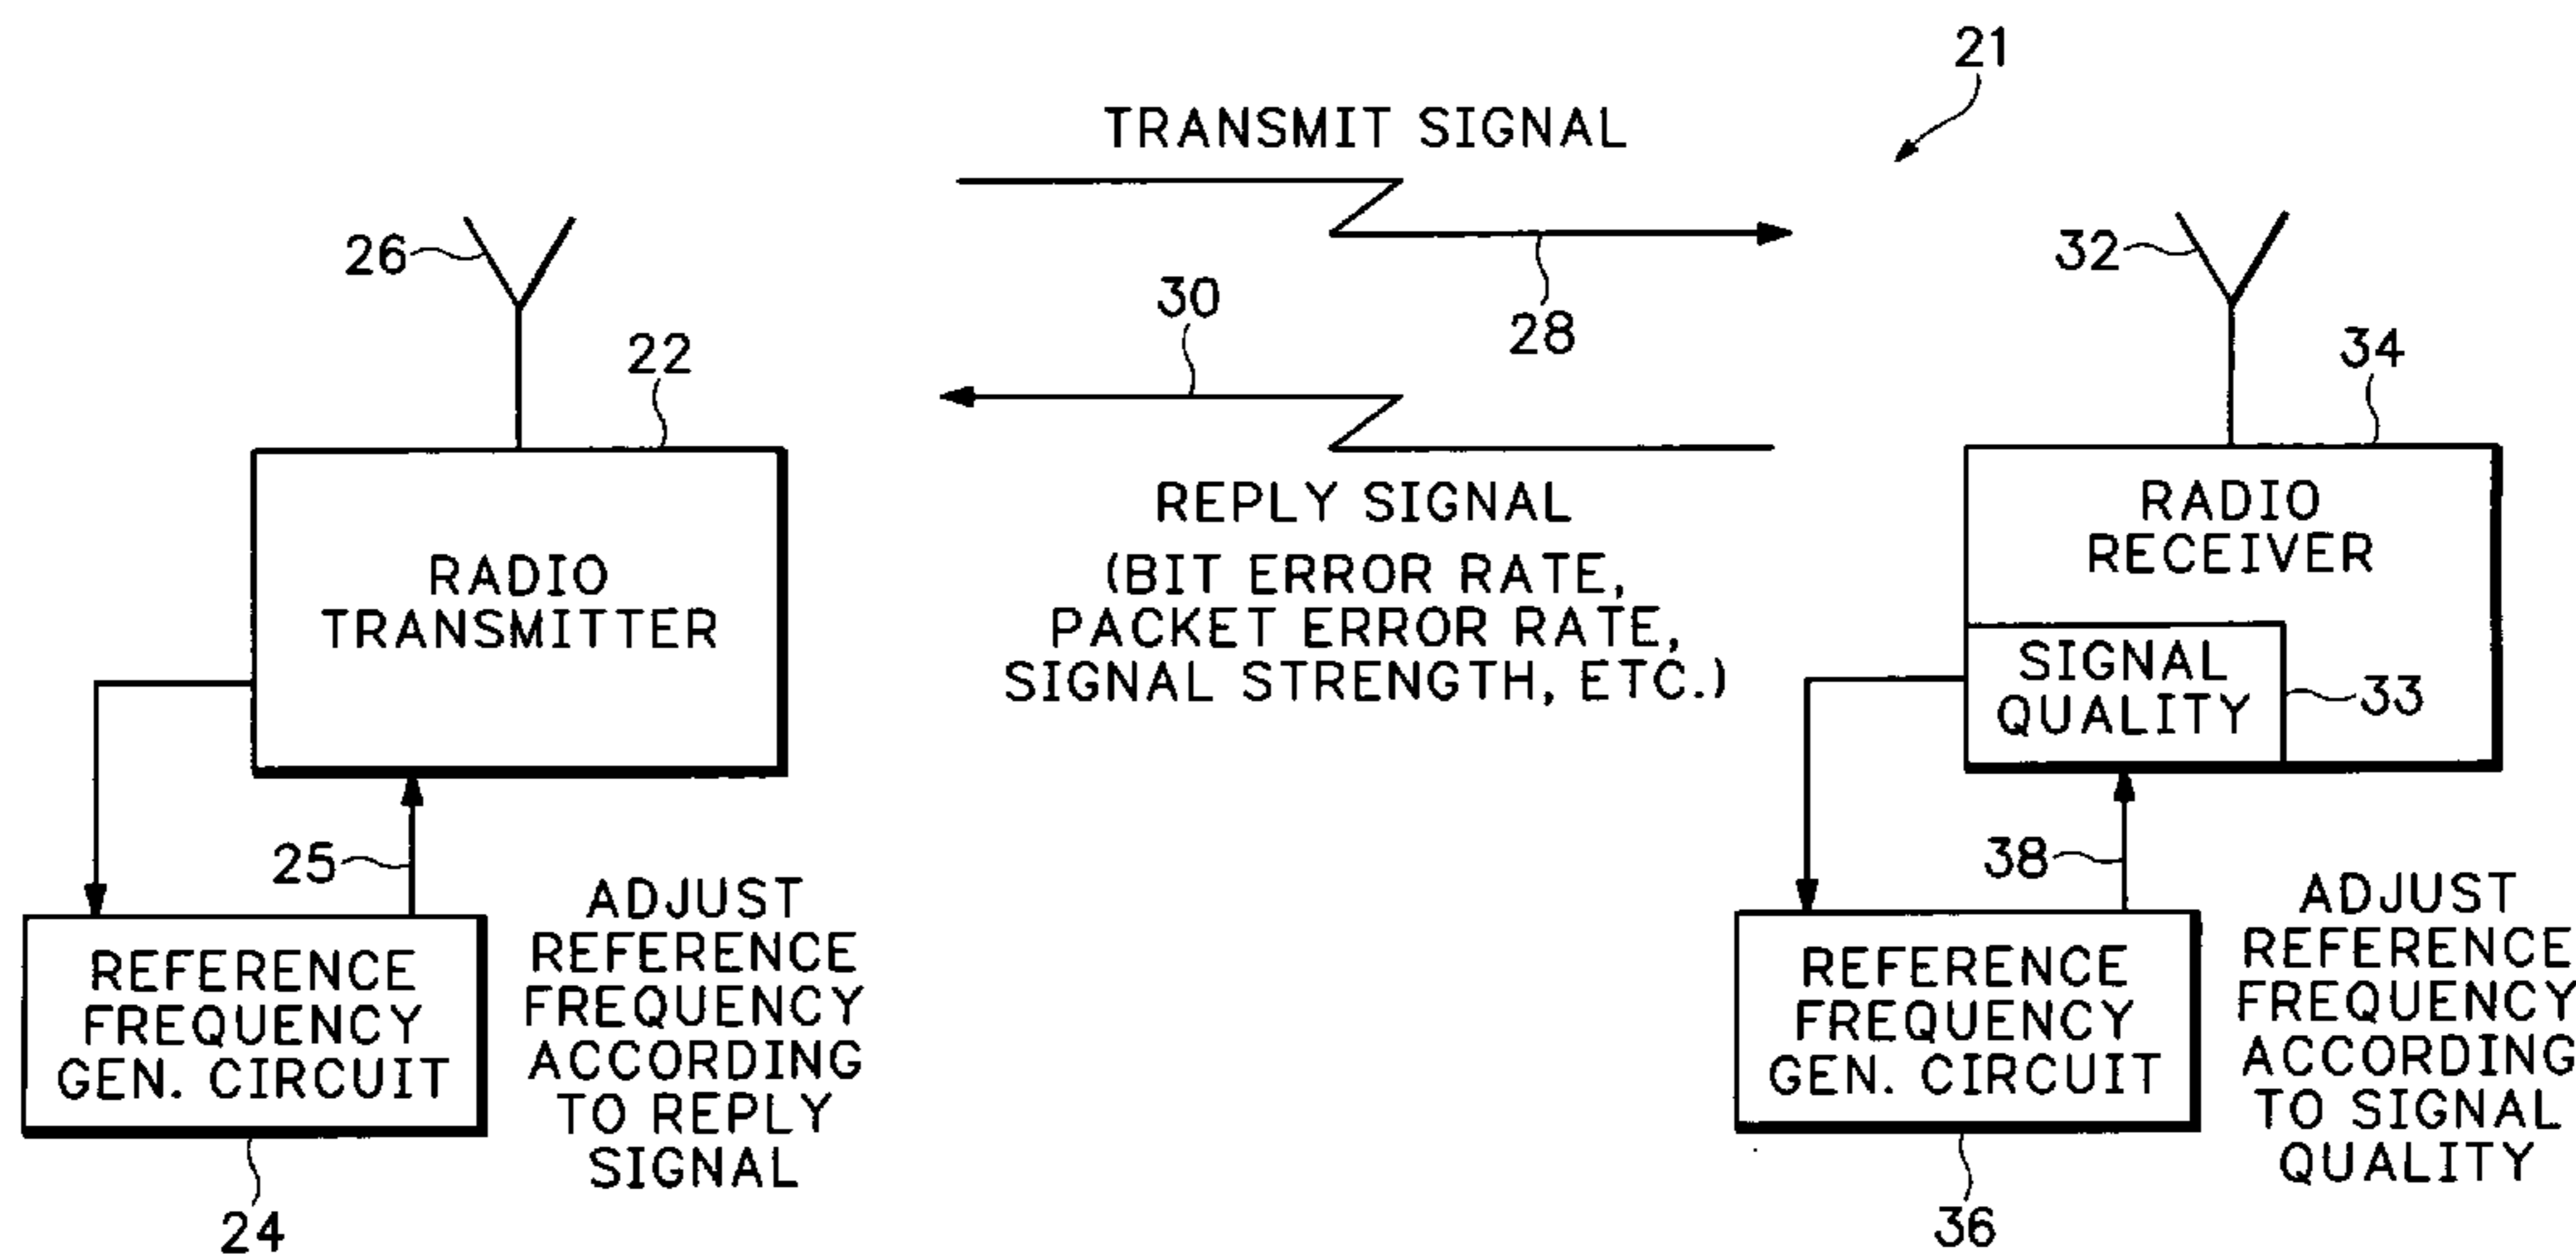 21
TRANSMIT SIGNAL
28
30
REPLY SIGNAL
(BIT ERROR RATE,
PACKET ERROR RATE,
SIGNAL STRENGTH, ETC.)
26
22
RADIO
TRANSMITTER
25
REFERENCE
FREQUENCY
GEN. CIRCUIT
24
ADJUST
REFERENCE
FREQUENCY
ACCORDING
TO REPLY
SIGNAL
32
34
RADIO
RECEIVER
SIGNAL
QUALITY
33
38
REFERENCE
FREQUENCY
GEN. CIRCUIT
36
ADJUST
REFERENCE
FREQUENCY
ACCORDING
TO SIGNAL
QUALITY